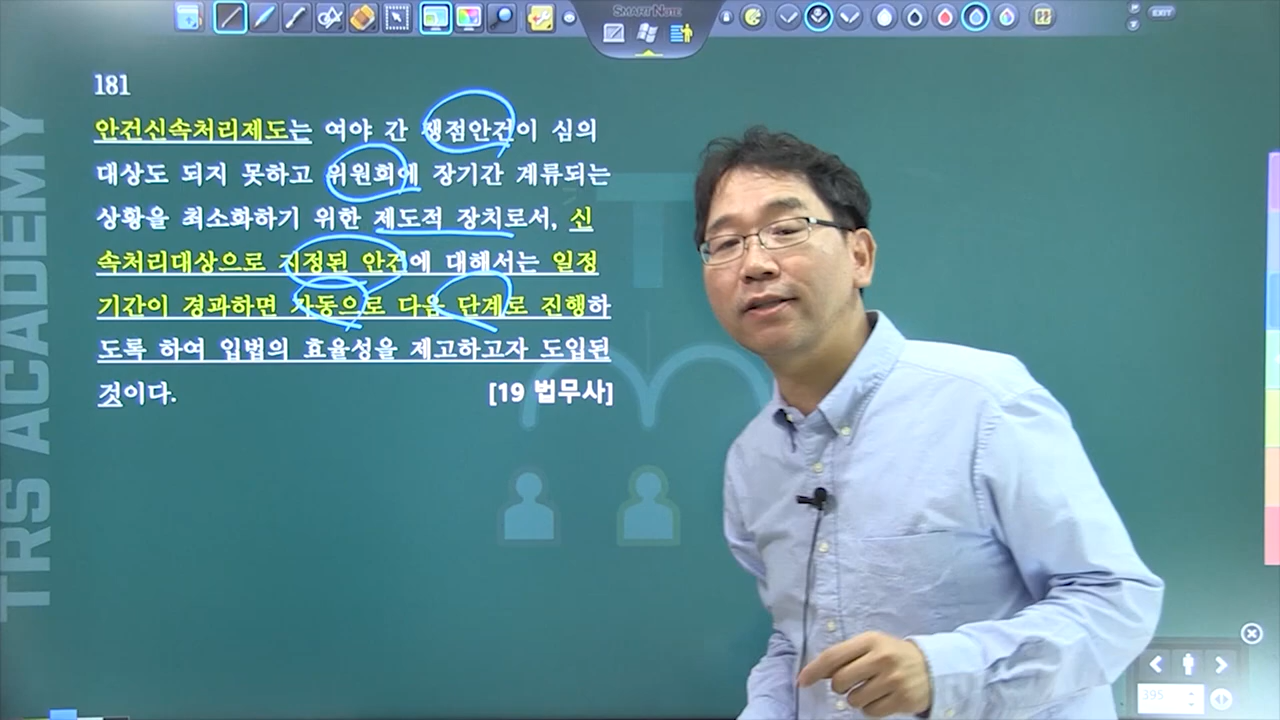 SMARTNOTE
EXIT
181
안건신속처리제도는 여야 간 쟁점안건이 심의
대상도 되지 못하고 위원회에 장기간 계류되는
상황을 최소화하기 위한 제도적 장치로서, 신
속처리대상으로 지정된 안건에 대해서는 일정
기간이 경과하면 자동으로 다음 단계로 진행하
도록 하여 입법의 효율성을 제고하고자 도입된
것이다. [19 법무사]
TRS ACADEMY
395